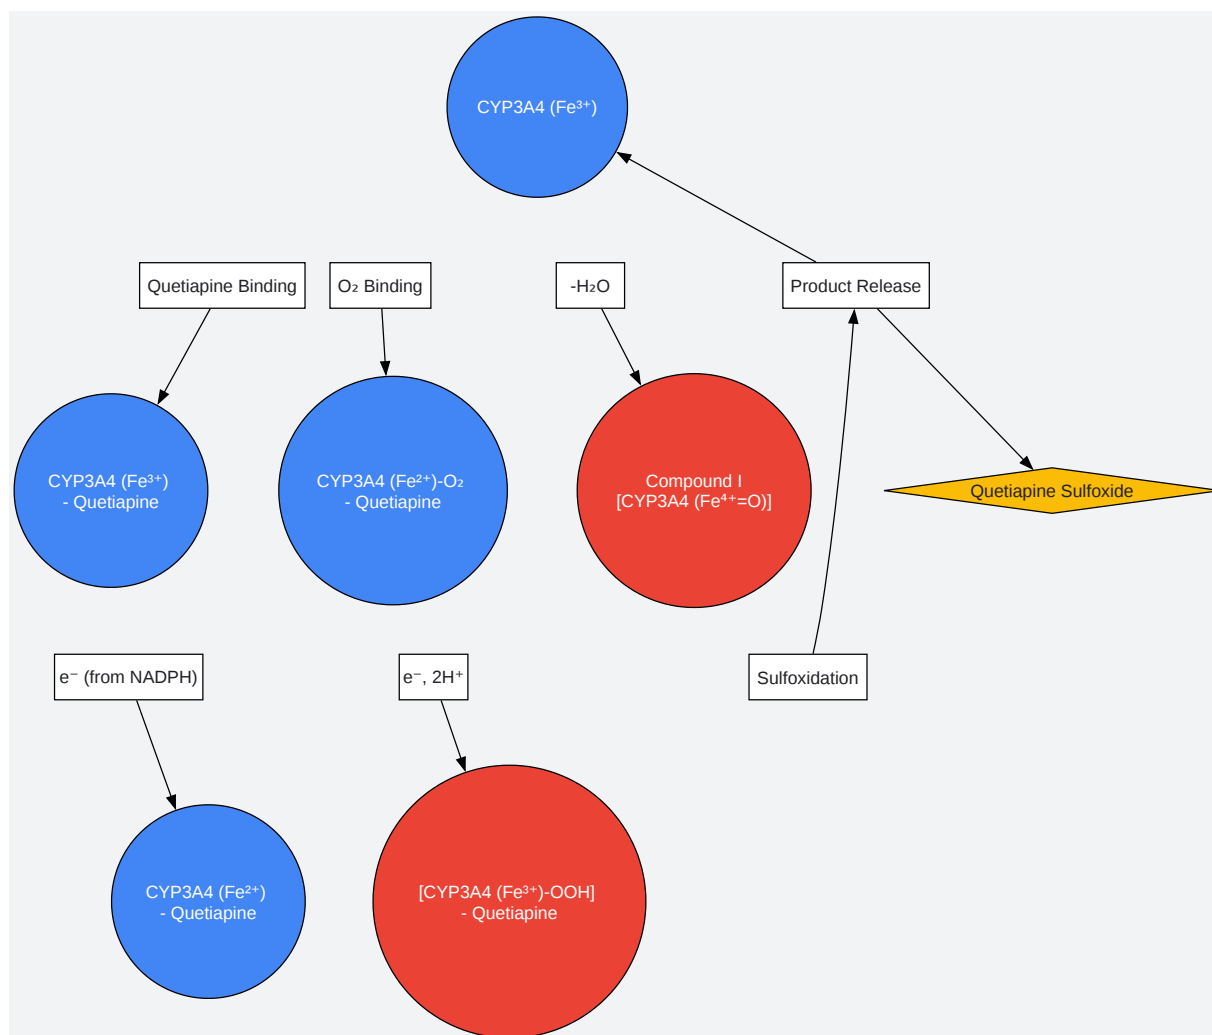 CYP3A4 (Fe³⁺)
Quetiapine Binding
O₂ Binding
-H₂O
Product Release
CYP3A4 (Fe³⁺)
- Quetiapine
CYP3A4 (Fe²⁺)-O₂
- Quetiapine
Compound I
[CYP3A4 (Fe⁴⁺=O)]
Quetiapine Sulfoxide
e⁻ (from NADPH)
e⁻, 2H⁺
Sulfoxidation
CYP3A4 (Fe²⁺)
- Quetiapine
[CYP3A4 (Fe³⁺)-OOH]
- Quetiapine